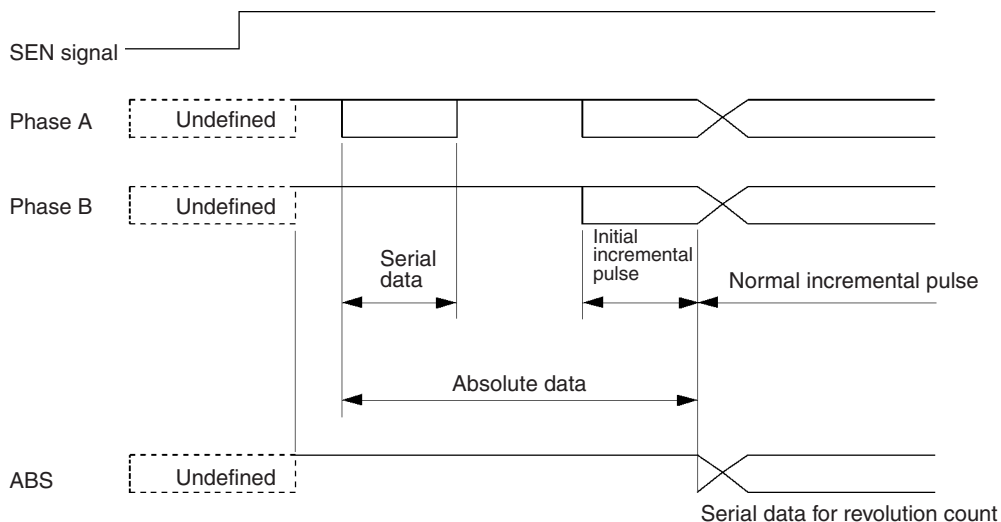 SEN signal
Phase A
Undefined
Phase B
Undefined
Serial
data
Initial
incremental
pulse
Normal incremental pulse
Absolute data
ABS
Undefined
Serial data for revolution count